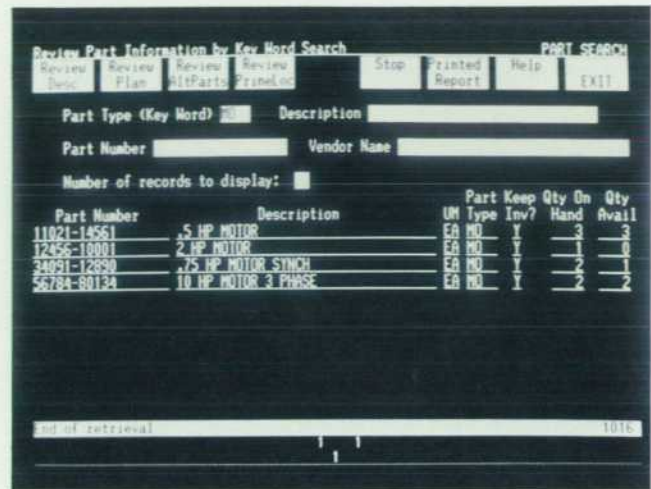 Review Part Information by Key Word Search PART SEARCH
Review Desc Review Plan Review AltParts Review PrimeLoc Stop Printed Report Help EXIT
Part Type (Key Word) MO Description
Part Number Vendor Name
Number of records to display:
Part Number Description UM Part Type Keep Inv? Qty On Hand Qty Avail
11021-14561 .5 HP MOTOR EA MO Y 3 3
12456-10001 2 HP MOTOR EA MO Y 1 0
34091-12890 .75 HP MOTOR SYNCH EA MO Y 2 1
56784-80134 10 HP MOTOR 3 PHASE EA MO Y 2 2
End of retrieval 1016
1 1
1